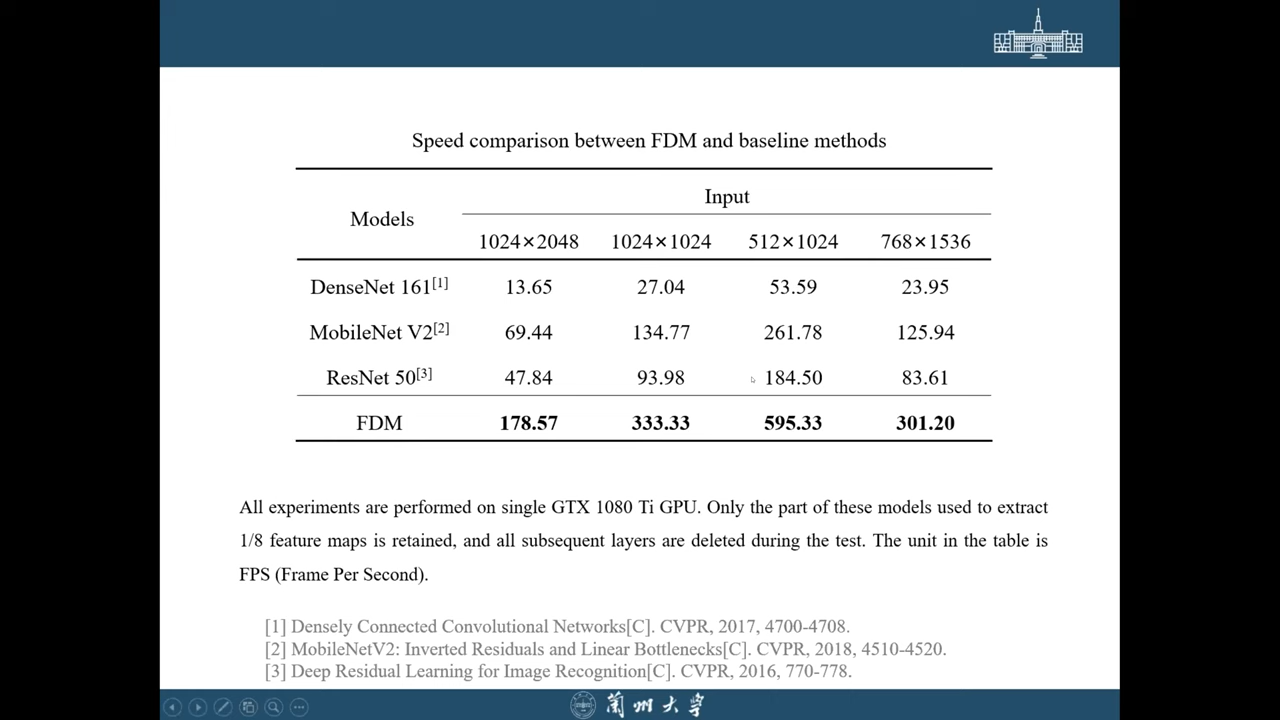 Speed comparison between FDM and baseline methods
Models
Input
1024×2048 1024×1024 512×1024 768×1536
DenseNet 161[1] 13.65 27.04 53.59 23.95
MobileNet V2[2] 69.44 134.77 261.78 125.94
ResNet 50[3] 47.84 93.98 184.50 83.61
FDM 178.57 333.33 595.33 301.20
All experiments are performed on single GTX 1080 Ti GPU. Only the part of these models used to extract
1/8 feature maps is retained, and all subsequent layers are deleted during the test. The unit in the table is
FPS (Frame Per Second).
[1] Densely Connected Convolutional Networks[C]. CVPR, 2017, 4700-4708.
[2] MobileNetV2: Inverted Residuals and Linear Bottlenecks[C]. CVPR, 2018, 4510-4520.
[3] Deep Residual Learning for Image Recognition[C]. CVPR, 2016, 770-778.
蘭州大学